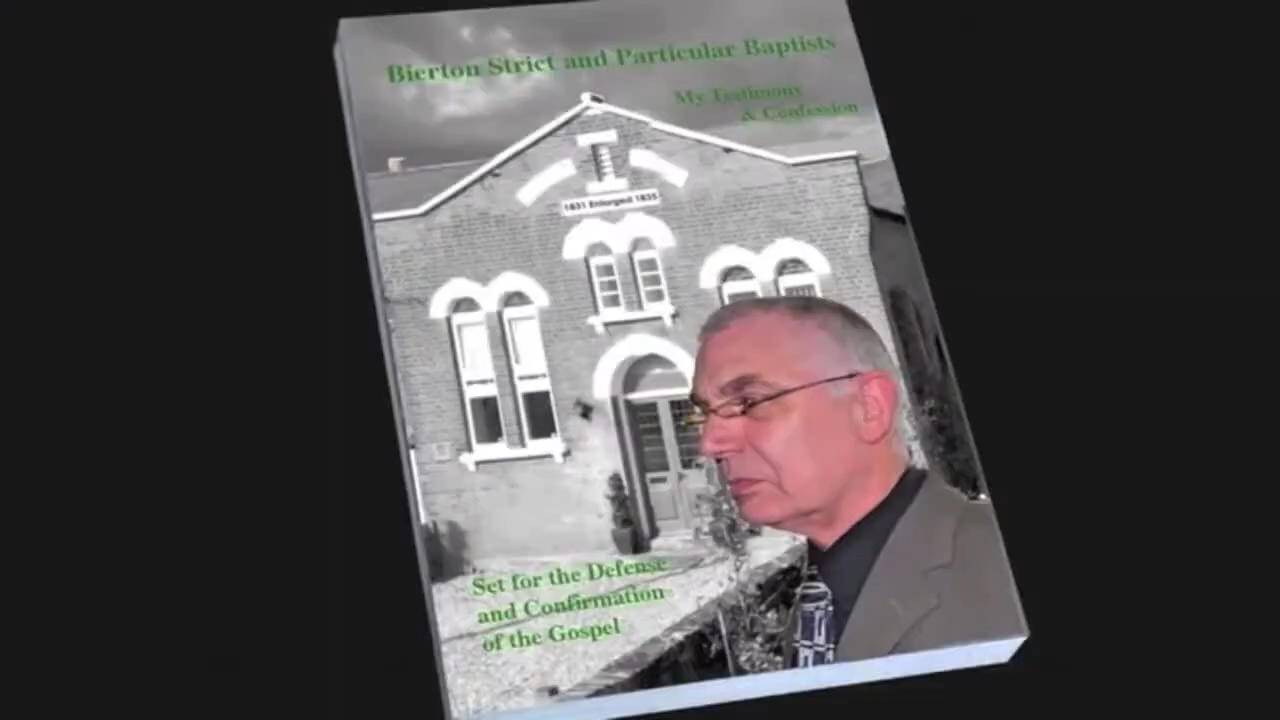 Bierton Strict and Particular Baptists
My Testimony
& Confession
1831 Enlarged 1835
Set for the Defense
and Confirmation
of the Gospel